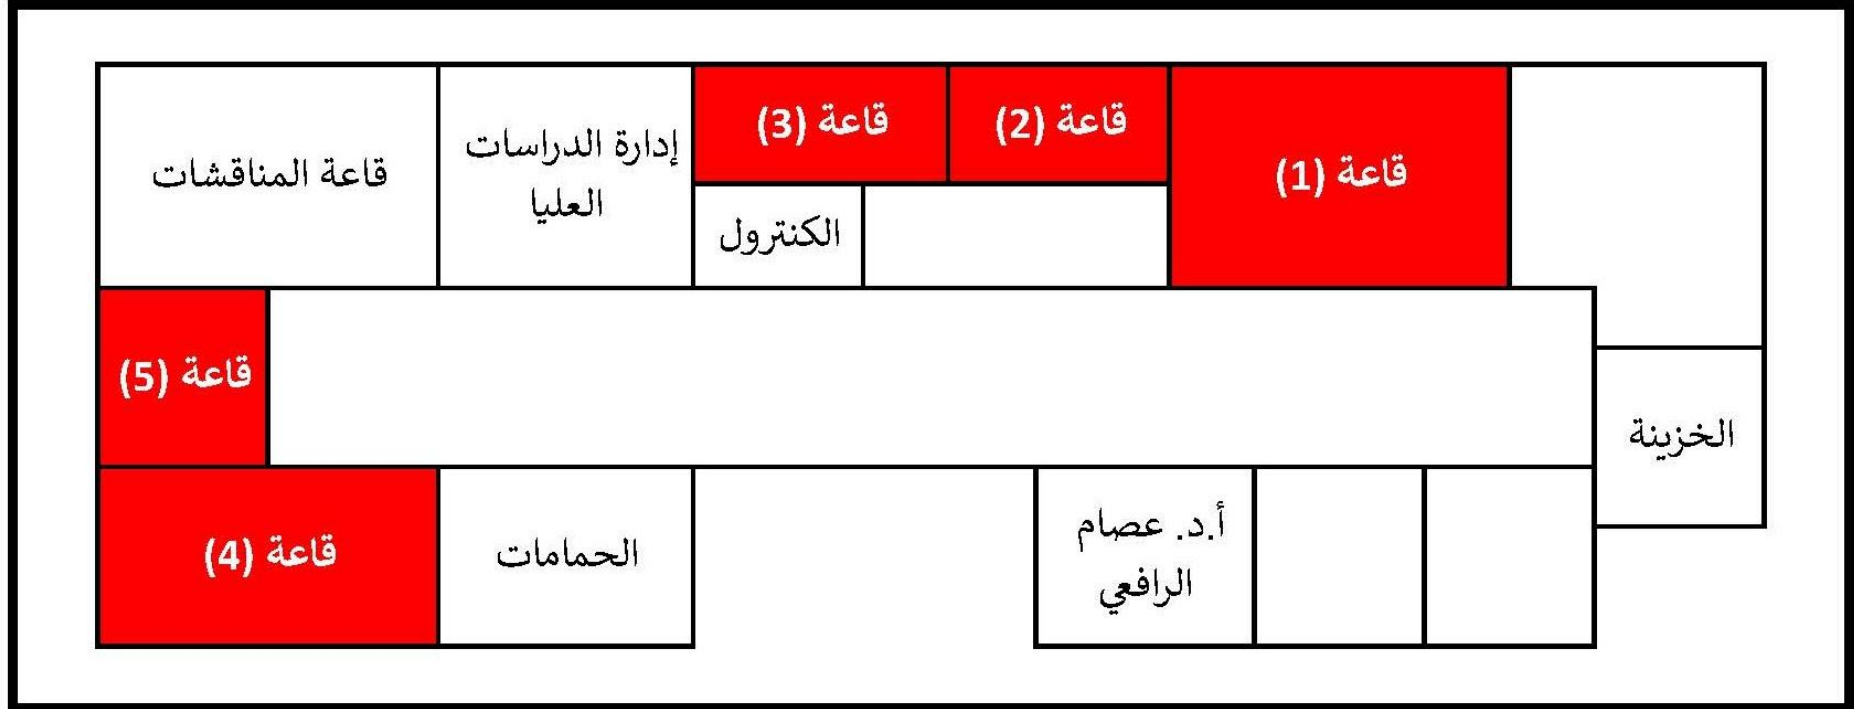 قاعة (1)
قاعة (2)
قاعة (3)
إدارة الدراسات
العليا
قاعة المناقشات
الكنترول
قاعة (5)
الخزينة
أ.د. عصام
الرافعي
الحمامات
قاعة (4)